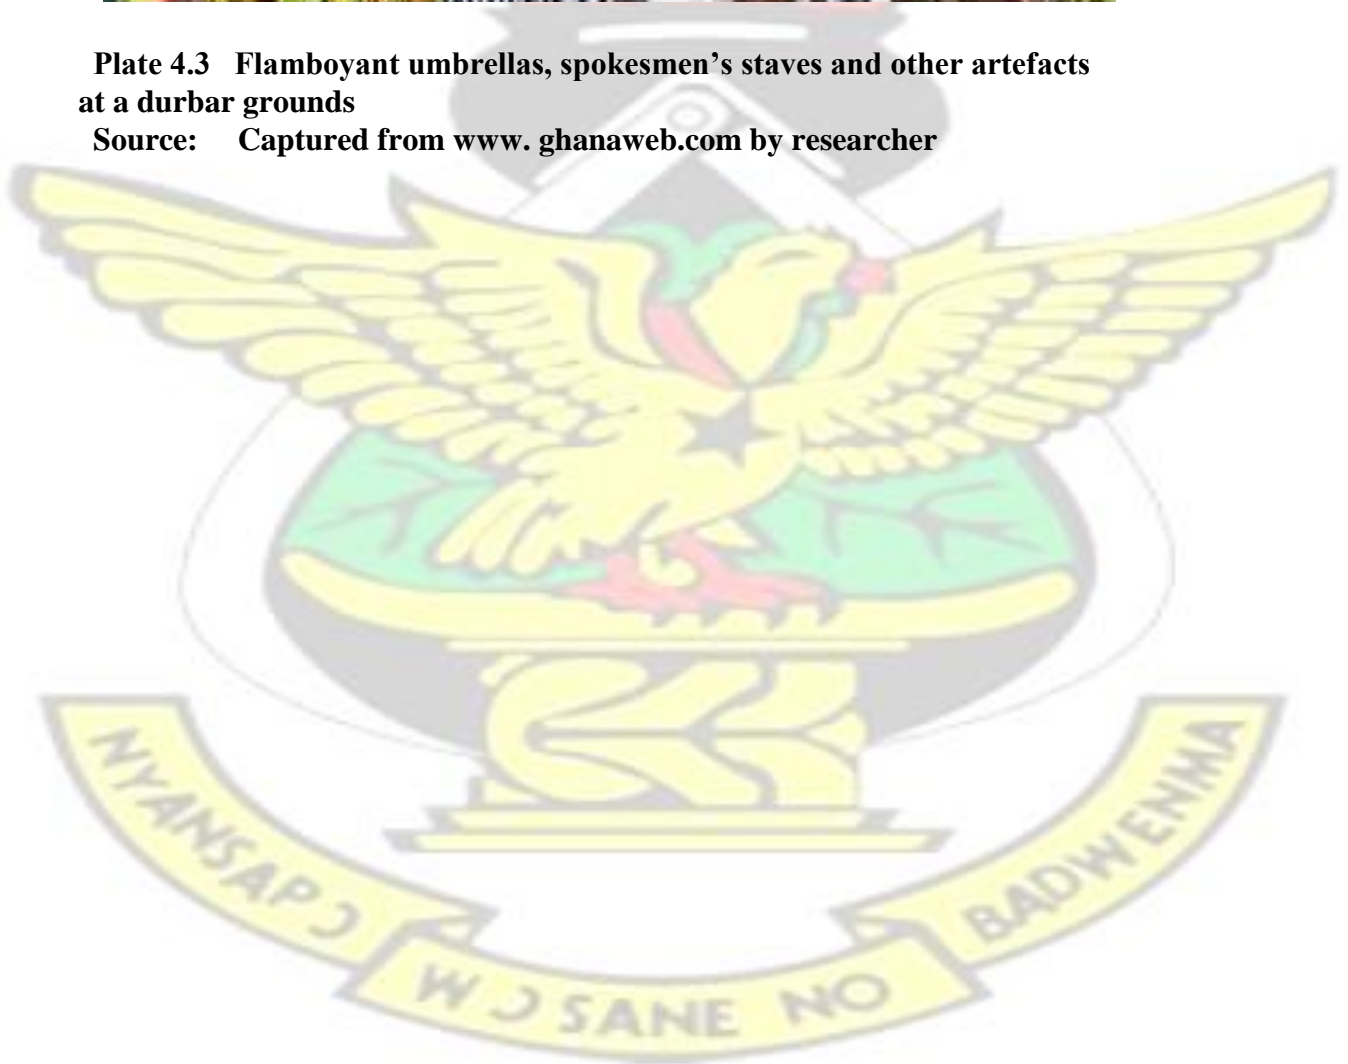 Plate 4.3 Flamboyant umbrellas, spokesmen’s staves and other artefacts
at a durbar grounds
Source: Captured from www. ghanaweb.com by researcher
NYANSAPƆ
WƆSANE NO
BADWENMA